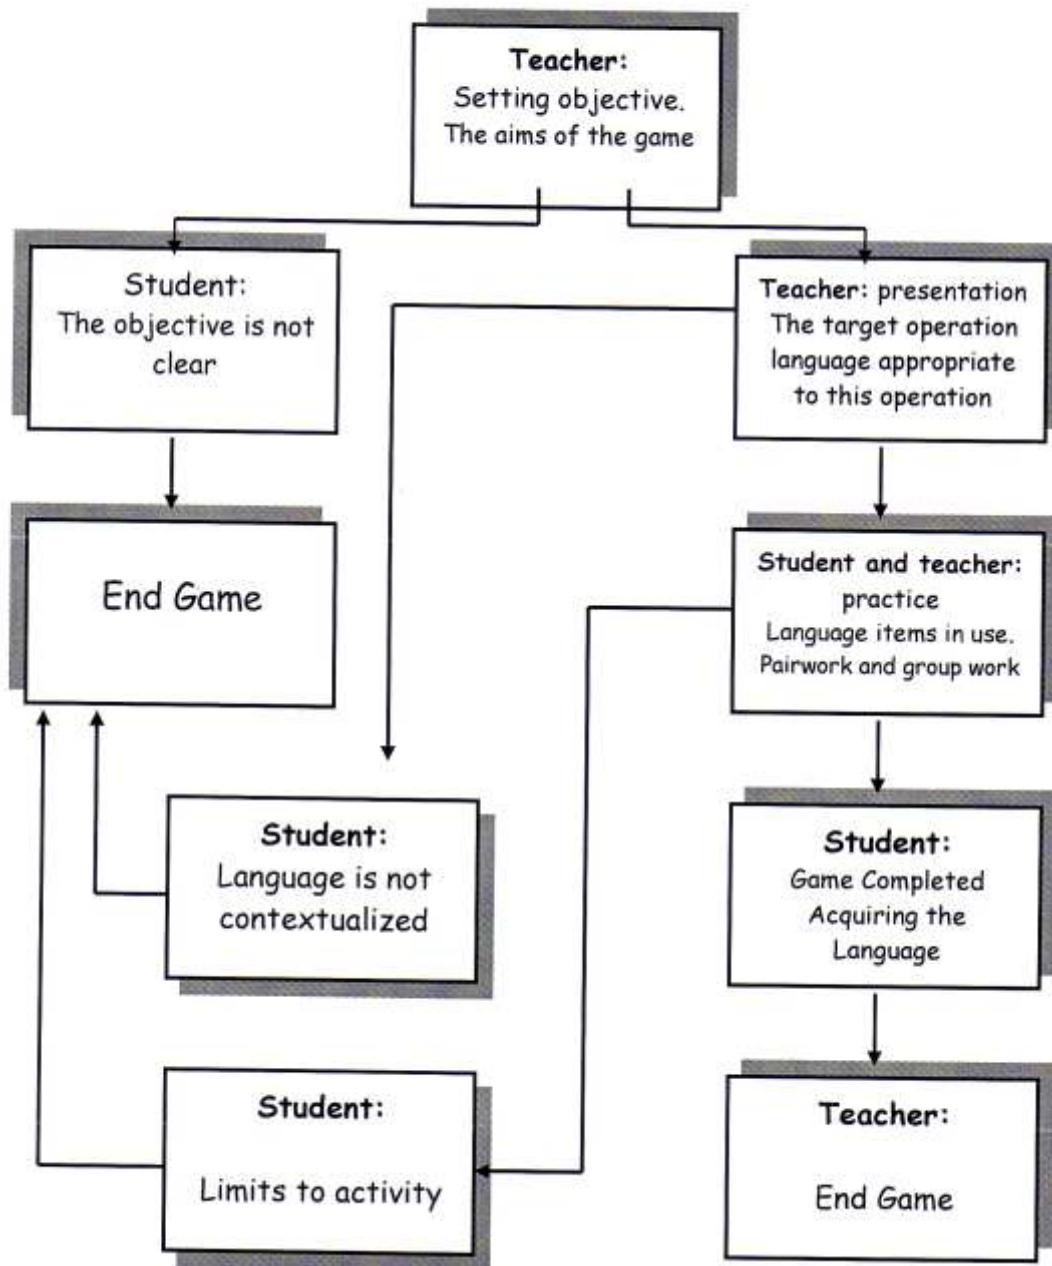 Teacher:
Setting objective.
The aims of the game
Student:
The objective is not
clear
Teacher: presentation
The target operation
language appropriate
to this operation
End Game
Student and teacher:
practice
Language items in use.
Pairwork and group work
Student:
Language is not
contextualized
Student:
Game Completed
Acquiring the
Language
Student:
Limits to activity
Teacher:
End Game